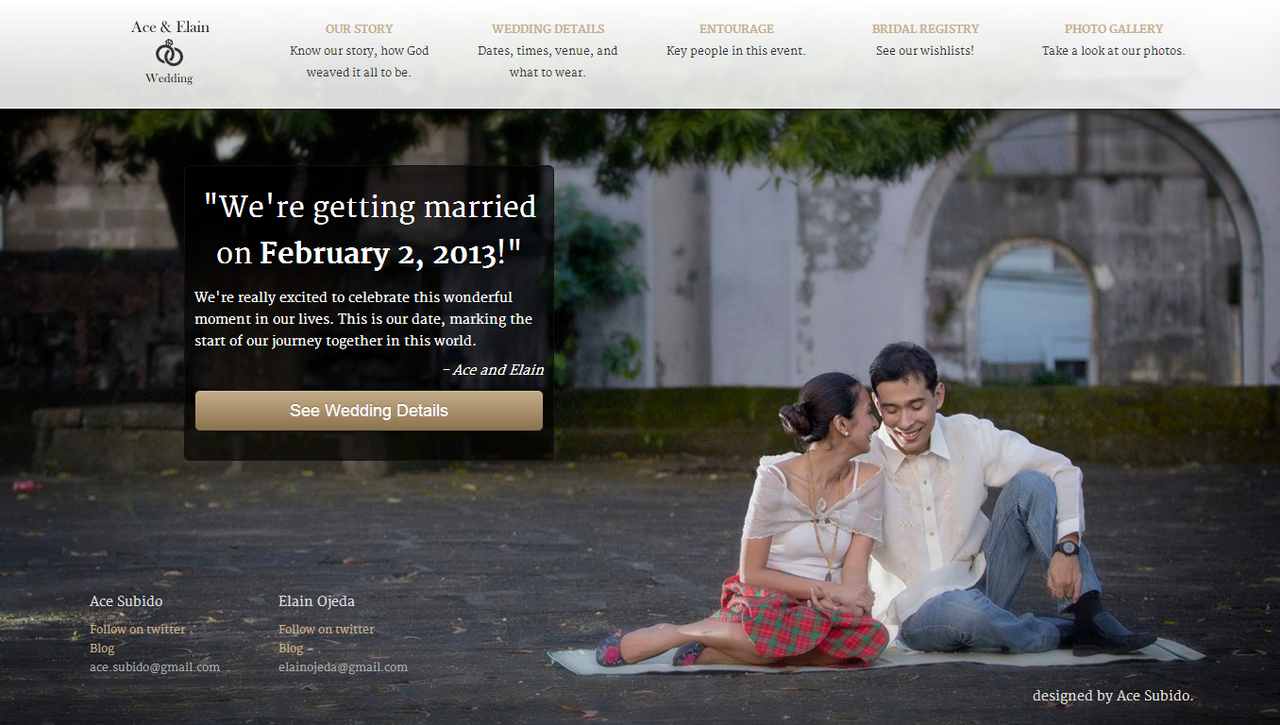 Ace & Elain
Wedding
OUR STORY
Know our story, how God
weaved it all to be.
WEDDING DETAILS
Dates, times, venue, and
what to wear.
ENTOURAGE
Key people in this event.
BRIDAL REGISTRY
See our wishlists!
PHOTO GALLERY
Take a look at our photos.
"We're getting married
on February 2, 2013!"
We're really excited to celebrate this wonderful
moment in our lives. This is our date, marking the
start of our journey together in this world.
– Ace and Elain
See Wedding Details
Ace Subido
Follow on twitter
Blog
ace.subido@gmail.com
Elain Ojeda
Follow on twitter
Blog –
elainojeda@gmail.com
designed by Ace Subido.